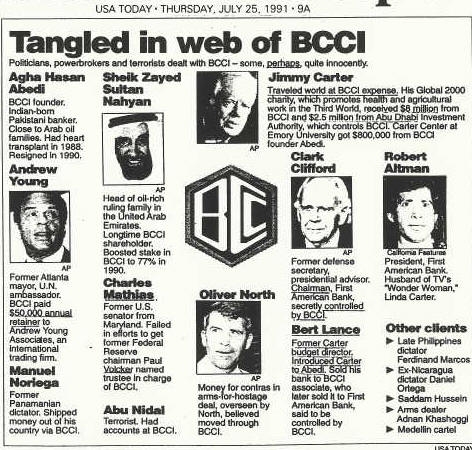 USA TODAY • THURSDAY, JULY 25, 1991 • 9A
Tangled in web of BCCI
Politicians, powerbrokers and terrorists dealt with BCCI – some, perhaps, quite innocently.
Agha Hasan
Abedi
BCCI founder.
Indian-born
Pakistani banker.
Close to Arab oil
families. Had heart
transplant in 1988.
Resigned in 1990.
Andrew
Young
AP
Former Atlanta
mayor, U.N.
ambassador.
BCCI paid
$50,000 annual
retainer to
Andrew Young
Associates, an
international
trading firm.
Manuel
Noriega
Former
Panamanian
dictator. Shipped
money out of his
country via BCCI.
Sheik Zayed
Sultan
Nahyan
AP
Head of oil-rich
ruling family in
the United Arab
Emirates.
Longtime BCCI
shareholder.
Boosted stake in
BCCI to 77% in
1990.
Charles
Mathias
Former U.S.
senator from
Maryland. Failed
in efforts to get
former Federal
Reserve
chairman Paul
Volcker named
trustee in charge
of BCCI.
Abu Nidal
Terrorist. Had
accounts at BCCI.
AP
Jimmy Carter
Traveled world at BCCI expense. His Global 2000
charity, which promotes health and agricultural
work in the Third World, received $8 million from
BCCI and $2.5 million from Abu Dhabi Investment
Authority, which controls BCCI. Carter Center at
Emory University got $800,000 from BCCI
founder Abedi.
BCCI
Oliver North
AP
Money for contras in
arms-for-hostage
deal, overseen by
North, believed
moved through
BCCI.
Clark
Clifford
AP
Former defense
secretary,
presidential advisor.
Chairman, First
American Bank,
secretly controlled
by BCCI.
Bert Lance
Former Carter
budget director.
Introduced Carter
to Abedi. Sold his
bank to BCCI
associate, who
later sold it to First
American Bank,
said to be
controlled by
BCCI.
Robert
Altman
California Features
President, First
American Bank.
Husband of TV's
"Wonder Woman,"
Linda Carter.
Other clients
▶ Late Philippines
dictator
Ferdinand Marcos
▶ Ex-Nicaragua
dictator Daniel
Ortega
▶ Saddam Hussein
▶ Arms dealer
Adnan Khashoggi
▶ Medellin cartel
USA TODAY